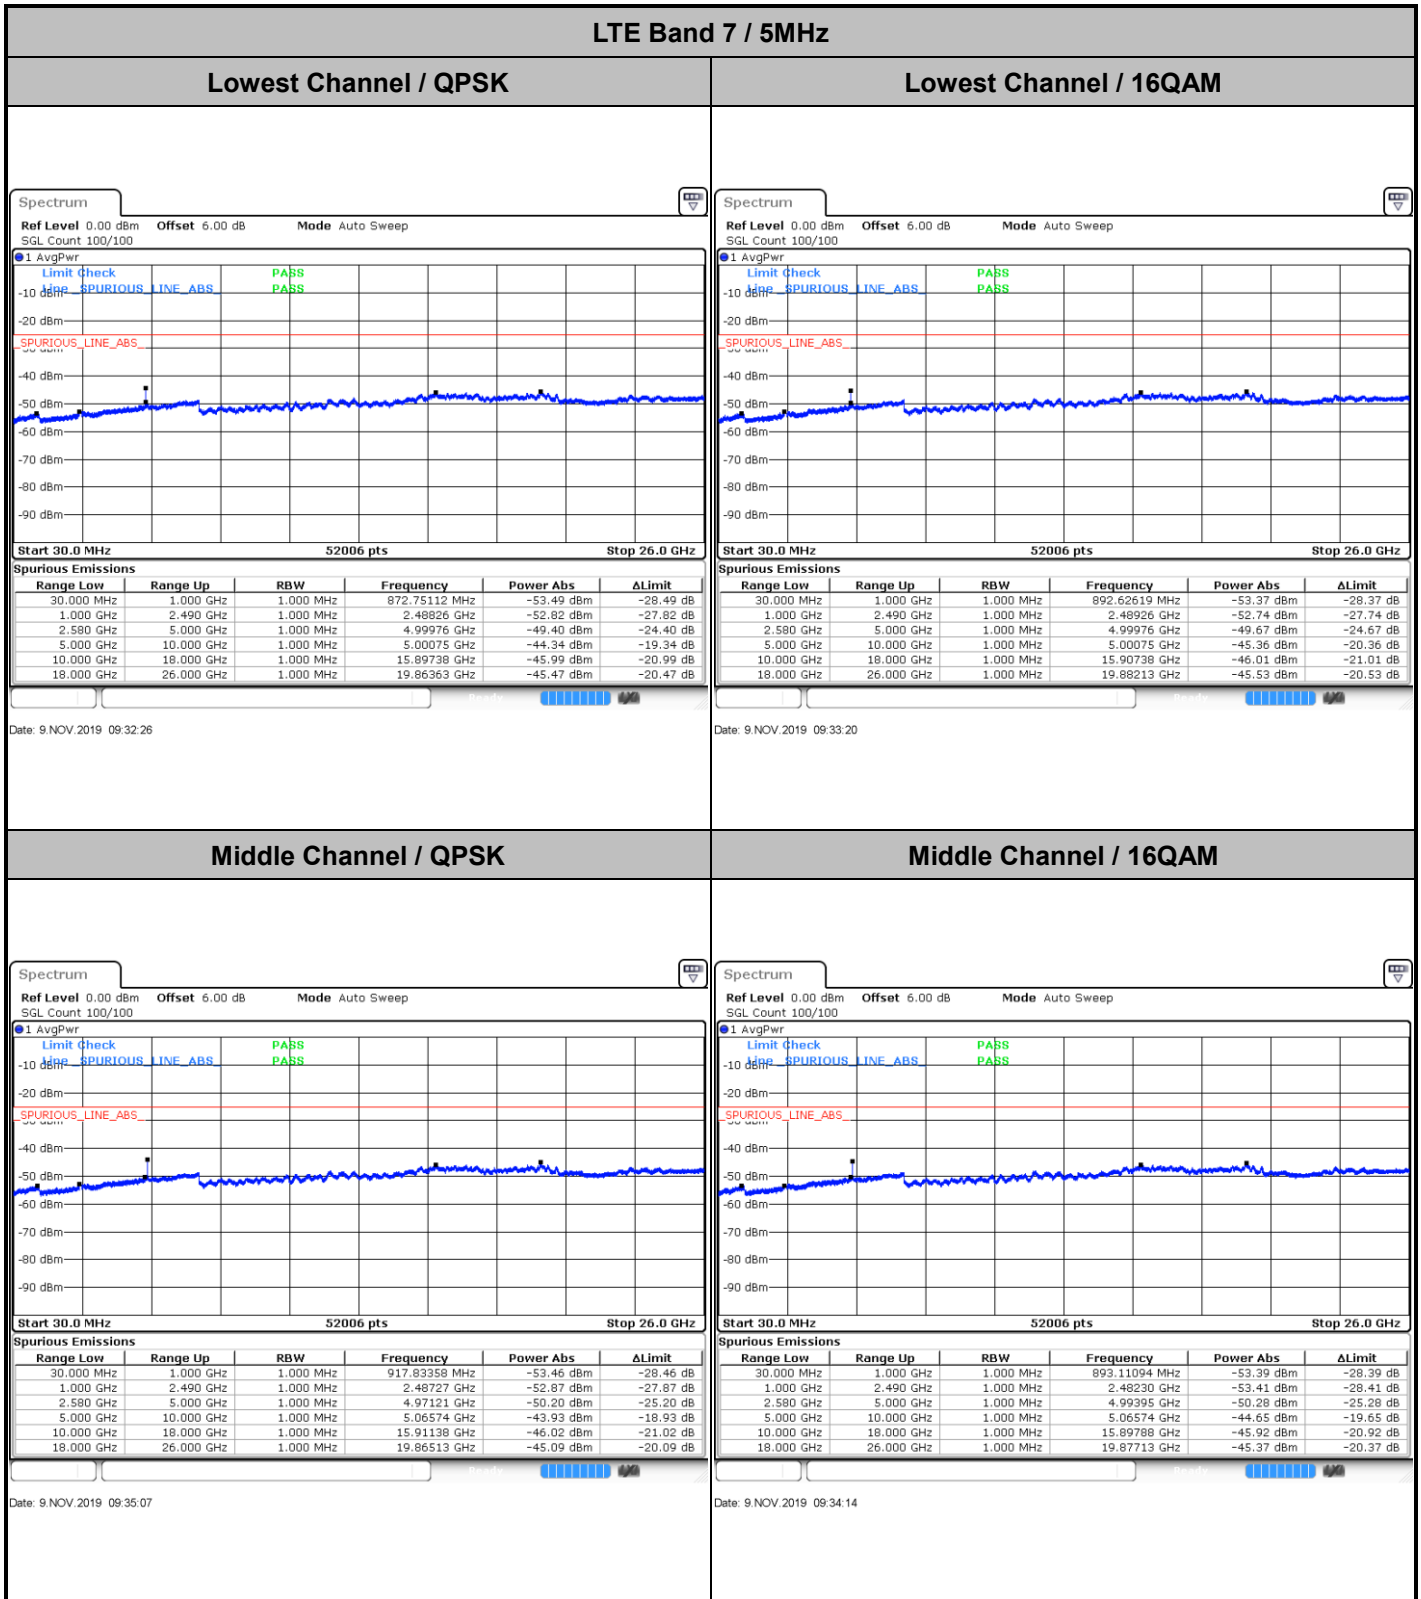 LTE Band 7 / 5MHz
Lowest Channel / QPSK
Lowest Channel / 16QAM
Spectrum
Ref Level 0.00 dBm Offset 6.00 dB Mode Auto Sweep
SGL Count 100/100
1 AvgPwr
Limit Check PASS
Line _SPURIOUS_LINE_ABS_ PASS
-10 dBm
-20 dBm
_SPURIOUS_LINE_ABS_
-40 dBm
-50 dBm
-60 dBm
-70 dBm
-80 dBm
-90 dBm
Start 30.0 MHz 52006 pts Stop 26.0 GHz
Spurious Emissions
Range Low Range Up RBW Frequency Power Abs ΔLimit
30.000 MHz 1.000 GHz 1.000 MHz 872.75112 MHz -53.49 dBm -28.49 dB
1.000 GHz 2.490 GHz 1.000 MHz 2.48826 GHz -52.82 dBm -27.82 dB
2.580 GHz 5.000 GHz 1.000 MHz 4.99976 GHz -49.40 dBm -24.40 dB
5.000 GHz 10.000 GHz 1.000 MHz 5.00075 GHz -44.34 dBm -19.34 dB
10.000 GHz 18.000 GHz 1.000 MHz 15.89738 GHz -45.99 dBm -20.99 dB
18.000 GHz 26.000 GHz 1.000 MHz 19.86363 GHz -45.47 dBm -20.47 dB
Date: 9.NOV.2019 09:32:26
Spectrum
Ref Level 0.00 dBm Offset 6.00 dB Mode Auto Sweep
SGL Count 100/100
1 AvgPwr
Limit Check PASS
Line _SPURIOUS_LINE_ABS_ PASS
-10 dBm
-20 dBm
_SPURIOUS_LINE_ABS_
-40 dBm
-50 dBm
-60 dBm
-70 dBm
-80 dBm
-90 dBm
Start 30.0 MHz 52006 pts Stop 26.0 GHz
Spurious Emissions
Range Low Range Up RBW Frequency Power Abs ΔLimit
30.000 MHz 1.000 GHz 1.000 MHz 892.62619 MHz -53.37 dBm -28.37 dB
1.000 GHz 2.490 GHz 1.000 MHz 2.48926 GHz -52.74 dBm -27.74 dB
2.580 GHz 5.000 GHz 1.000 MHz 4.99976 GHz -49.67 dBm -24.67 dB
5.000 GHz 10.000 GHz 1.000 MHz 5.00075 GHz -45.36 dBm -20.36 dB
10.000 GHz 18.000 GHz 1.000 MHz 15.90738 GHz -46.01 dBm -21.01 dB
18.000 GHz 26.000 GHz 1.000 MHz 19.88213 GHz -45.53 dBm -20.53 dB
Date: 9.NOV.2019 09:33:20
Middle Channel / QPSK
Middle Channel / 16QAM
Spectrum
Ref Level 0.00 dBm Offset 6.00 dB Mode Auto Sweep
SGL Count 100/100
1 AvgPwr
Limit Check PASS
Line _SPURIOUS_LINE_ABS_ PASS
-10 dBm
-20 dBm
_SPURIOUS_LINE_ABS_
-40 dBm
-50 dBm
-60 dBm
-70 dBm
-80 dBm
-90 dBm
Start 30.0 MHz 52006 pts Stop 26.0 GHz
Spurious Emissions
Range Low Range Up RBW Frequency Power Abs ΔLimit
30.000 MHz 1.000 GHz 1.000 MHz 917.83358 MHz -53.46 dBm -28.46 dB
1.000 GHz 2.490 GHz 1.000 MHz 2.48727 GHz -52.87 dBm -27.87 dB
2.580 GHz 5.000 GHz 1.000 MHz 4.97121 GHz -50.20 dBm -25.20 dB
5.000 GHz 10.000 GHz 1.000 MHz 5.06574 GHz -43.93 dBm -18.93 dB
10.000 GHz 18.000 GHz 1.000 MHz 15.91138 GHz -46.02 dBm -21.02 dB
18.000 GHz 26.000 GHz 1.000 MHz 19.86513 GHz -45.09 dBm -20.09 dB
Date: 9.NOV.2019 09:35:07
Spectrum
Ref Level 0.00 dBm Offset 6.00 dB Mode Auto Sweep
SGL Count 100/100
1 AvgPwr
Limit Check PASS
Line _SPURIOUS_LINE_ABS_ PASS
-10 dBm
-20 dBm
_SPURIOUS_LINE_ABS_
-40 dBm
-50 dBm
-60 dBm
-70 dBm
-80 dBm
-90 dBm
Start 30.0 MHz 52006 pts Stop 26.0 GHz
Spurious Emissions
Range Low Range Up RBW Frequency Power Abs ΔLimit
30.000 MHz 1.000 GHz 1.000 MHz 893.11094 MHz -53.39 dBm -28.39 dB
1.000 GHz 2.490 GHz 1.000 MHz 2.48230 GHz -53.41 dBm -28.41 dB
2.580 GHz 5.000 GHz 1.000 MHz 4.99395 GHz -50.28 dBm -25.28 dB
5.000 GHz 10.000 GHz 1.000 MHz 5.06574 GHz -44.65 dBm -19.65 dB
10.000 GHz 18.000 GHz 1.000 MHz 15.89788 GHz -45.92 dBm -20.92 dB
18.000 GHz 26.000 GHz 1.000 MHz 19.87713 GHz -45.37 dBm -20.37 dB
Date: 9.NOV.2019 09:34:14